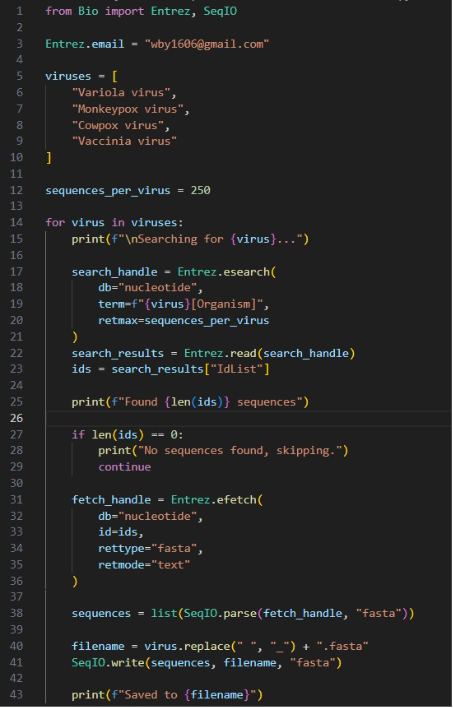 1 from Bio import Entrez, SeqIO
2
3 Entrez.email = "wby1606@gmail.com"
4
5 viruses = [
6     "Variola virus",
7     "Monkeypox virus",
8     "Cowpox virus",
9     "Vaccinia virus"
10 ]
11
12 sequences_per_virus = 250
13
14 for virus in viruses:
15     print(f"\nSearching for {virus}...")
16
17     search_handle = Entrez.esearch(
18         db="nucleotide",
19         term=f"{virus}[Organism]",
20         retmax=sequences_per_virus
21     )
22     search_results = Entrez.read(search_handle)
23     ids = search_results["IdList"]
24
25     print(f"Found {len(ids)} sequences")
26
27     if len(ids) == 0:
28         print("No sequences found, skipping.")
29         continue
30
31     fetch_handle = Entrez.efetch(
32         db="nucleotide",
33         id=ids,
34         rettype="fasta",
35         retmode="text"
36     )
37
38     sequences = list(SeqIO.parse(fetch_handle, "fasta"))
39
40     filename = virus.replace(" ", "_") + ".fasta"
41     SeqIO.write(sequences, filename, "fasta")
42
43     print(f"Saved to {filename}")